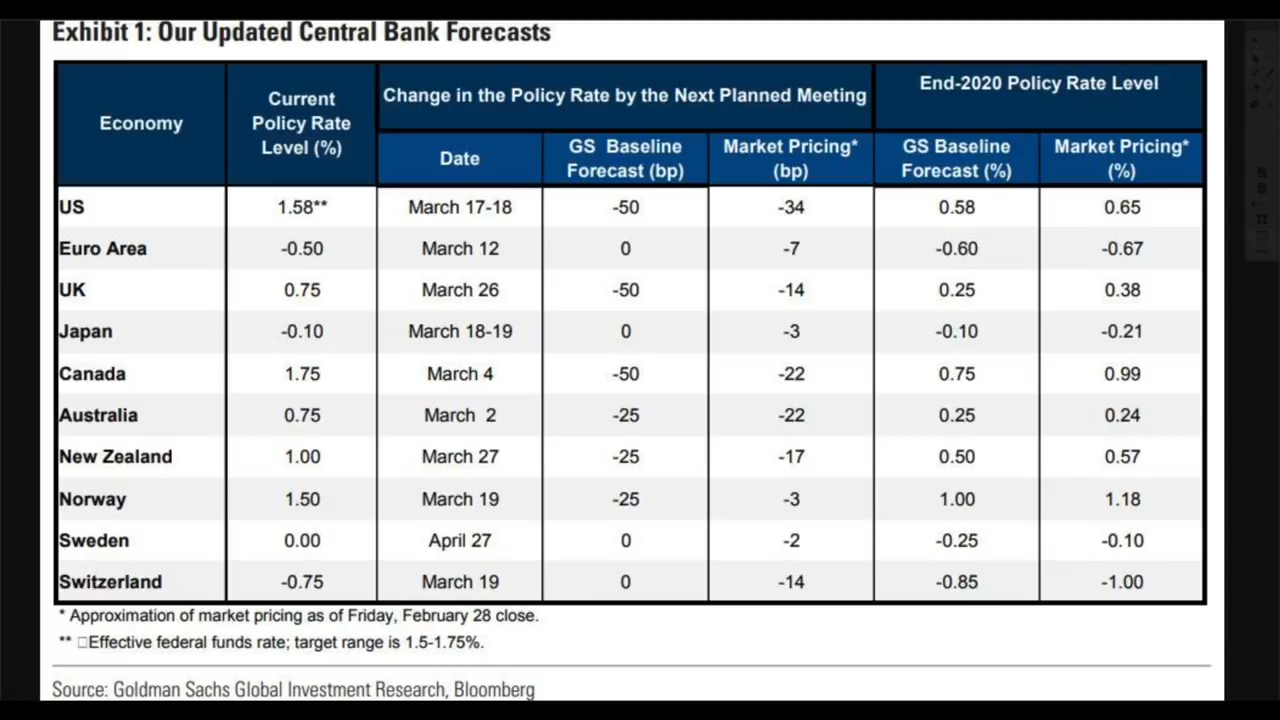 Exhibit 1: Our Updated Central Bank Forecasts
Economy
Current
Policy Rate
Level (%)
Change in the Policy Rate by the Next Planned Meeting
End-2020 Policy Rate Level
Date
GS Baseline
Forecast (bp)
Market Pricing*
(bp)
GS Baseline
Forecast (%)
Market Pricing*
(%)
US 1.58** March 17-18 -50 -34 0.58 0.65
Euro Area -0.50 March 12 0 -7 -0.60 -0.67
UK 0.75 March 26 -50 -14 0.25 0.38
Japan -0.10 March 18-19 0 -3 -0.10 -0.21
Canada 1.75 March 4 -50 -22 0.75 0.99
Australia 0.75 March 2 -25 -22 0.25 0.24
New Zealand 1.00 March 27 -25 -17 0.50 0.57
Norway 1.50 March 19 -25 -3 1.00 1.18
Sweden 0.00 April 27 0 -2 -0.25 -0.10
Switzerland -0.75 March 19 0 -14 -0.85 -1.00
* Approximation of market pricing as of Friday, February 28 close.
** □Effective federal funds rate; target range is 1.5-1.75%.
Source: Goldman Sachs Global Investment Research, Bloomberg